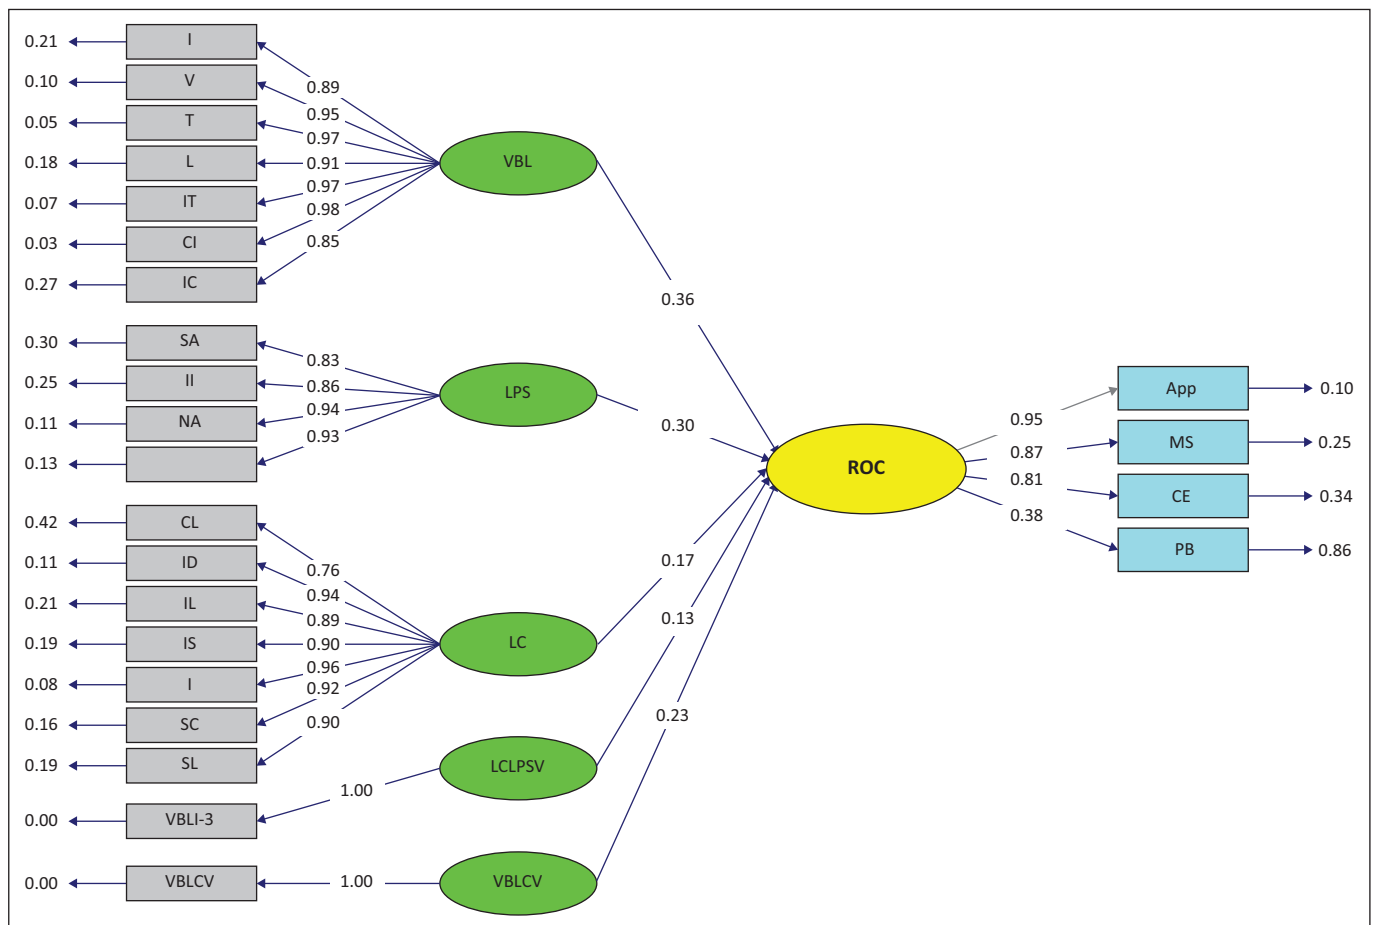 0.21 I
0.10 V
0.05 T
0.18 L
0.07 IT
0.03 CI
0.27 IC
0.89
0.95
0.97
0.91
0.97
0.98
0.85
VBL
0.36
0.30 SA
0.25 II
0.11 NA
0.13
0.83
0.86
0.94
0.93
LPS
0.30
0.42 CL
0.11 ID
0.21 IL
0.19 IS
0.08 I
0.16 SC
0.19 SL
0.76
0.94
0.89
0.90
0.96
0.92
0.90
LC
0.17
0.00 VBLI-3
1.00
LCLPSV
0.13
0.00 VBLCV
1.00
VBLCV
0.23
ROC
0.95
0.87
0.81
0.38
App 0.10
MS 0.25
CE 0.34
PB 0.86